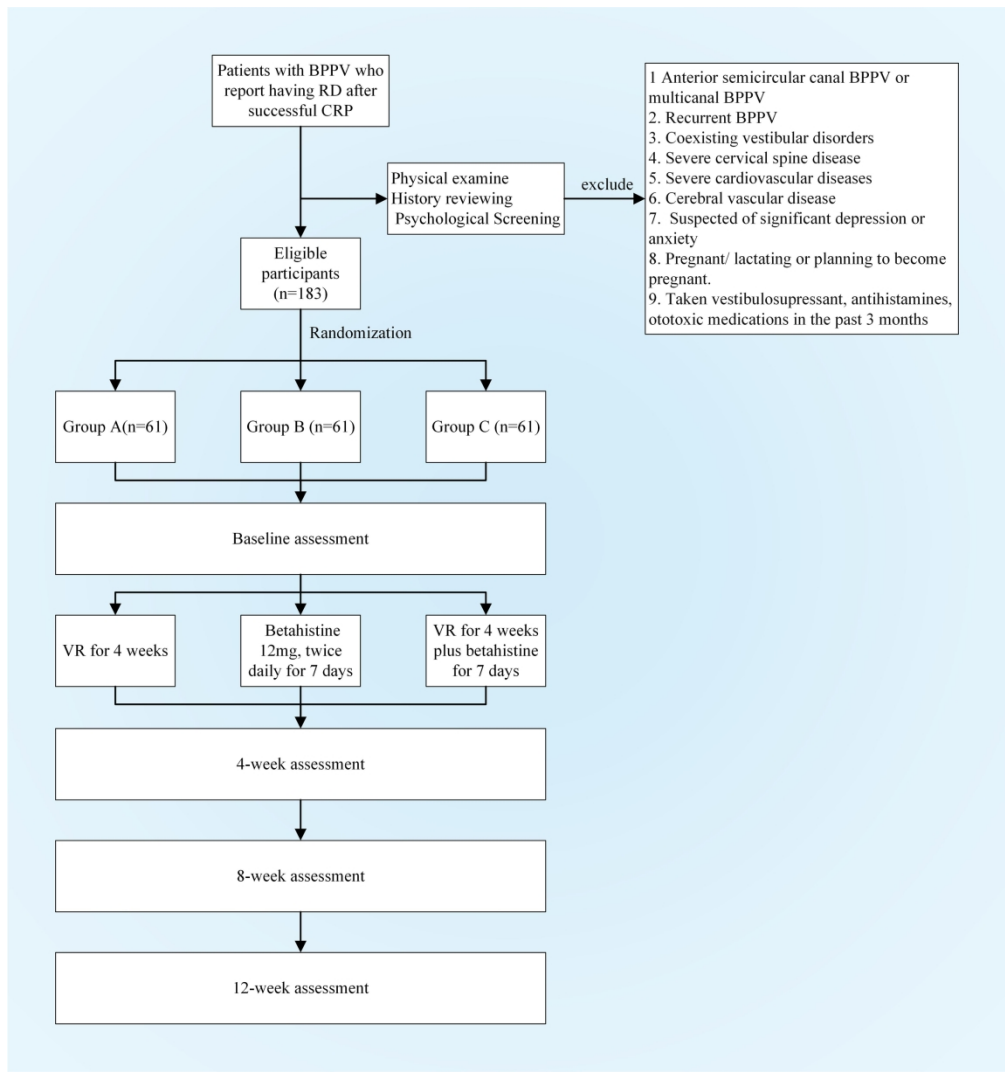 Patients with BPPV who
report having RD after
successful CRP
1 Anterior semicircular canal BPPV or
multicanal BPPV
2. Recurrent BPPV
3. Coexisting vestibular disorders
4. Severe cervical spine disease
5. Severe cardiovascular diseases
6. Cerebral vascular disease
7. Suspected of significant depression or
anxiety
8. Pregnant/ lactating or planning to become
pregnant.
9. Taken vestibulosupressant, antihistamines,
ototoxic medications in the past 3 months
Physical examine
History reviewing
Psychological Screening
exclude
Eligible
participants
(n=183)
Randomization
Group A(n=61)
Group B (n=61)
Group C (n=61)
Baseline assessment
VR for 4 weeks
Betahistine
12mg, twice
daily for 7 days
VR for 4 weeks
plus betahistine
for 7 days
4-week assessment
8-week assessment
12-week assessment